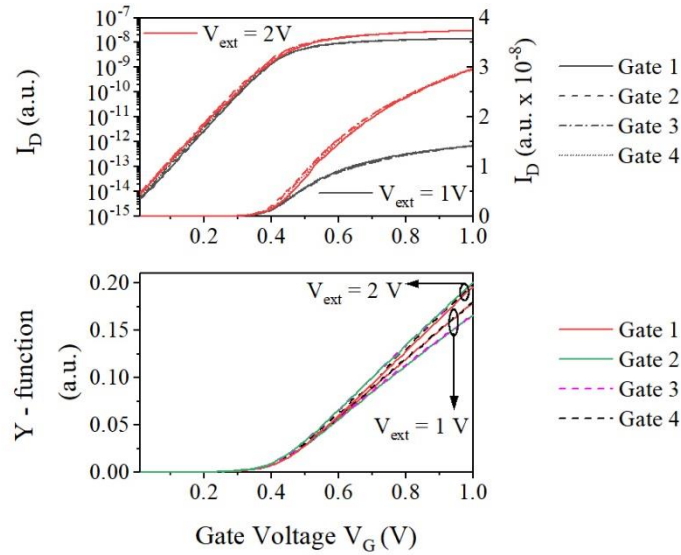 10⁻⁷
10⁻⁸
10⁻⁹
10⁻¹⁰
10⁻¹¹
10⁻¹²
10⁻¹³
10⁻¹⁴
10⁻¹⁵
I_D (a.u.)
V_ext = 2V
V_ext = 1V
4
3
2
1
0
I_D (a.u. x 10⁻⁸)
0.2 0.4 0.6 0.8 1.0
Gate 1
Gate 2
Gate 3
Gate 4
0.20
0.15
0.10
0.05
0.00
Y - function
(a.u.)
V_ext = 2 V
V_ext = 1 V
0.2 0.4 0.6 0.8 1.0
Gate Voltage V_G (V)
Gate 1
Gate 2
Gate 3
Gate 4